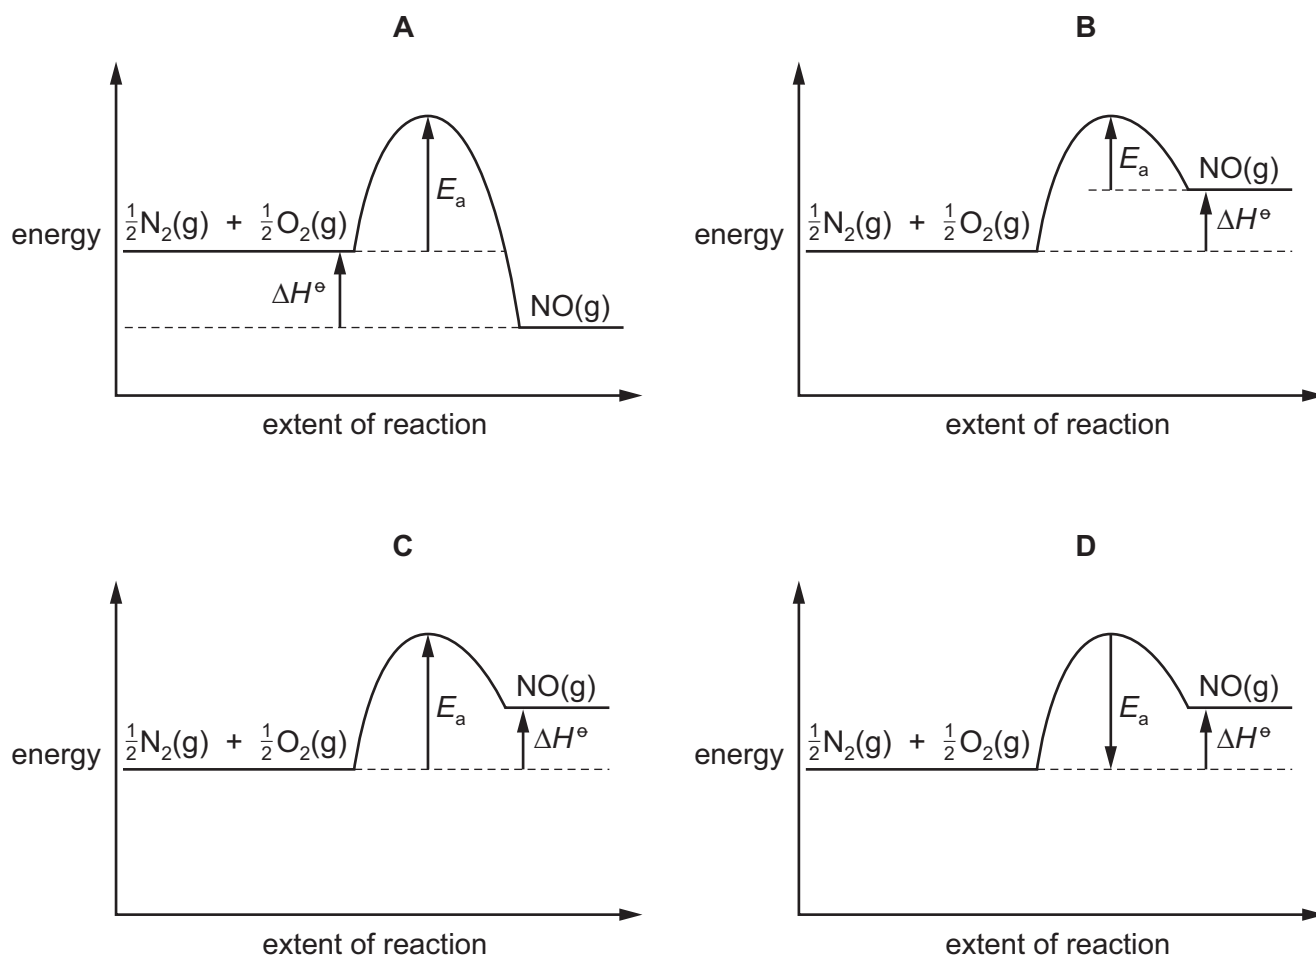 A
½N₂(g) + ½O₂(g)
energy
Eₐ
ΔH⦵
NO(g)
extent of reaction
B
½N₂(g) + ½O₂(g)
energy
Eₐ
NO(g)
ΔH⦵
extent of reaction
C
½N₂(g) + ½O₂(g)
energy
Eₐ
NO(g)
ΔH⦵
extent of reaction
D
½N₂(g) + ½O₂(g)
energy
Eₐ
NO(g)
ΔH⦵
extent of reaction